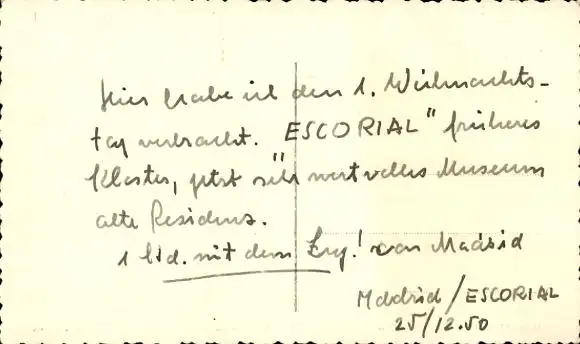 Hier habe ich den 1. Weihnachts-
tag verbracht. "ESCORIAL" früheres
Kloster, jetzt sehr wertvolles Museum
alte Residenz.
1 Std. mit dem Zug! von Madrid
Madrid / ESCORIAL
25/12.50